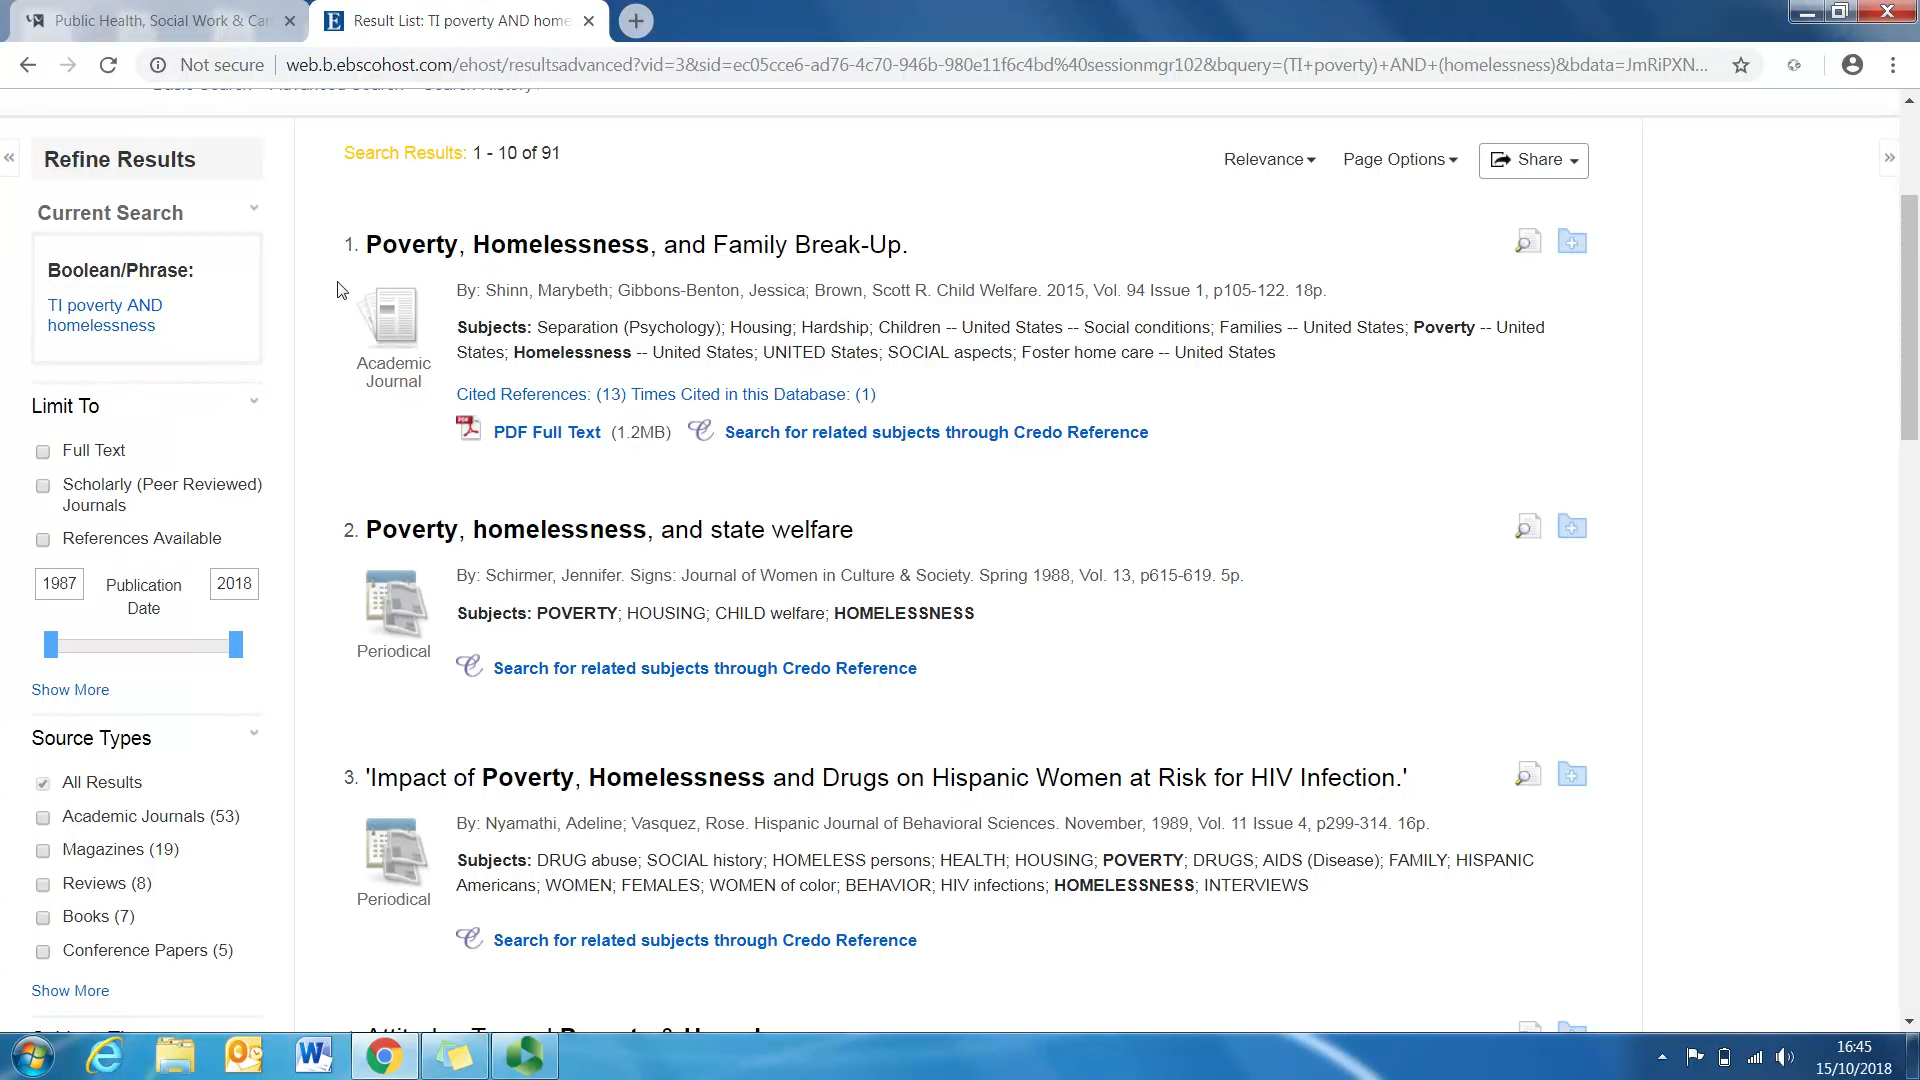 Public Health, Social Work & Car
Result List: TI poverty AND home
Not secure
web.b.ebscohost.com/ehost/resultsadvanced?vid=3&sid=ec05cce6-ad76-4c70-946b-980e11f6c4bd%40sessionmgr102&bquery=(TI+poverty)+AND+(homelessness)&bdata=JmRiPXN...
Basic Search Advanced Search Search History
Refine Results
Current Search
Boolean/Phrase:
TI poverty AND
homelessness
Limit To
Full Text
Scholarly (Peer Reviewed)
Journals
References Available
1987 Publication 2018
Date
Show More
Source Types
All Results
Academic Journals (53)
Magazines (19)
Reviews (8)
Books (7)
Conference Papers (5)
Show More
Search Results: 1 - 10 of 91
Relevance Page Options Share
1. Poverty, Homelessness, and Family Break-Up.
Academic
Journal
By: Shinn, Marybeth; Gibbons-Benton, Jessica; Brown, Scott R. Child Welfare. 2015, Vol. 94 Issue 1, p105-122. 18p.
Subjects: Separation (Psychology); Housing; Hardship; Children -- United States -- Social conditions; Families -- United States; Poverty -- United
States; Homelessness -- United States; UNITED States; SOCIAL aspects; Foster home care -- United States
Cited References: (13) Times Cited in this Database: (1)
PDF Full Text (1.2MB) Search for related subjects through Credo Reference
2. Poverty, homelessness, and state welfare
Periodical
By: Schirmer, Jennifer. Signs: Journal of Women in Culture & Society. Spring 1988, Vol. 13, p615-619. 5p.
Subjects: POVERTY; HOUSING; CHILD welfare; HOMELESSNESS
Search for related subjects through Credo Reference
3. 'Impact of Poverty, Homelessness and Drugs on Hispanic Women at Risk for HIV Infection.'
Periodical
By: Nyamathi, Adeline; Vasquez, Rose. Hispanic Journal of Behavioral Sciences. November, 1989, Vol. 11 Issue 4, p299-314. 16p.
Subjects: DRUG abuse; SOCIAL history; HOMELESS persons; HEALTH; HOUSING; POVERTY; DRUGS; AIDS (Disease); FAMILY; HISPANIC
Americans; WOMEN; FEMALES; WOMEN of color; BEHAVIOR; HIV infections; HOMELESSNESS; INTERVIEWS
Search for related subjects through Credo Reference
16:45
15/10/2018